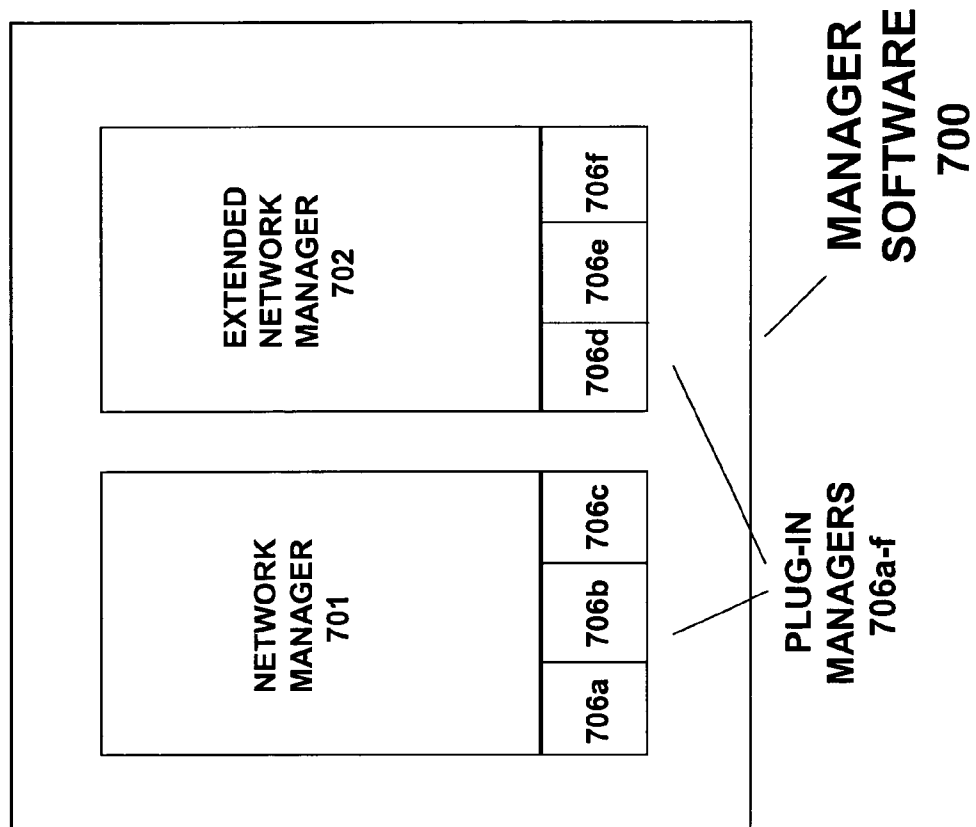 NETWORK
MANAGER
701
706a
706b
706c
EXTENDED
NETWORK
MANAGER
702
706d
706e
706f
PLUG-IN
MANAGERS
706a-f
MANAGER
SOFTWARE
700